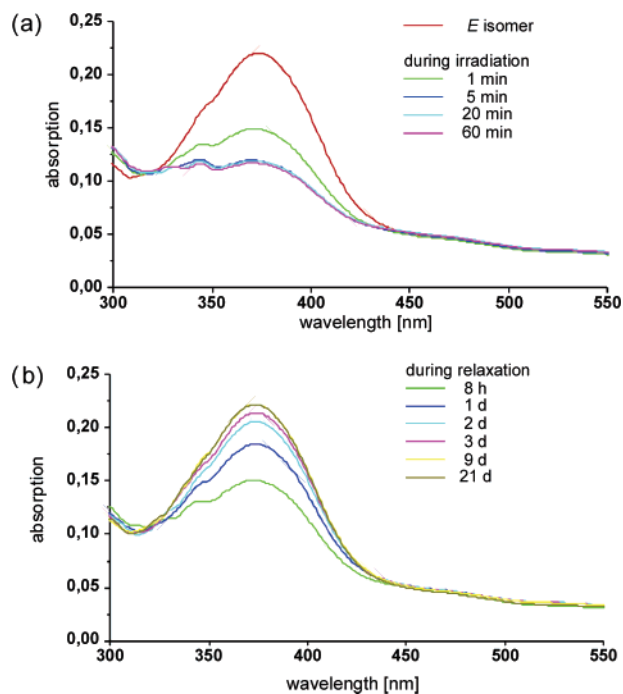 (a)
E isomer
during irradiation
1 min
5 min
20 min
60 min
absorption
0,25
0,20
0,15
0,10
0,05
0,00
300
350
400
450
500
550
wavelength [nm]
(b)
during relaxation
8 h
1 d
2 d
3 d
9 d
21 d
absorption
0,25
0,20
0,15
0,10
0,05
0,00
300
350
400
450
500
550
wavelength [nm]